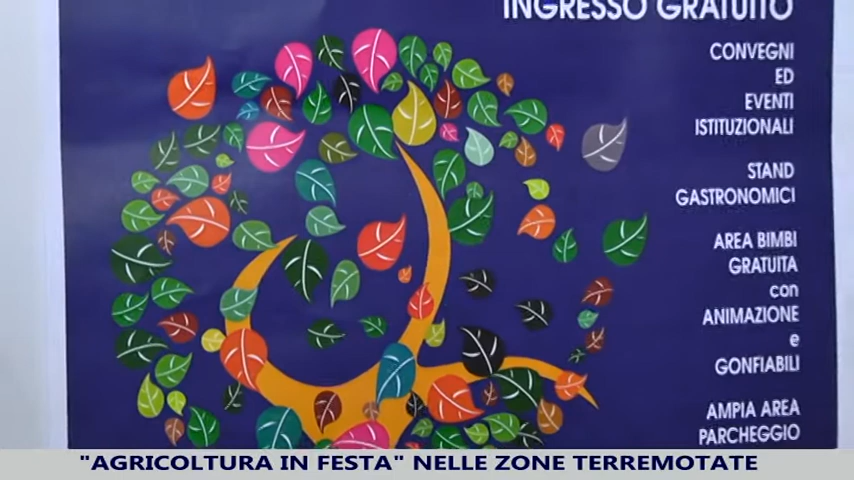 INGRESSO GRATUITO
CONVEGNI
ED
EVENTI
ISTITUZIONALI
STAND
GASTRONOMICI
AREA BIMBI
GRATUITA
con
ANIMAZIONE
e
GONFIABILI
AMPIA AREA
PARCHEGGIO
"AGRICOLTURA IN FESTA" NELLE ZONE TERREMOTATE